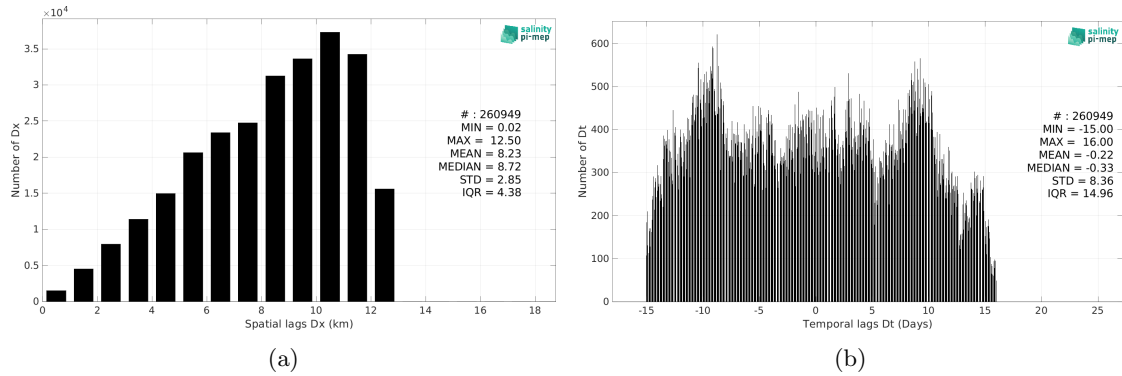 ×10⁴
3.5
3
2.5
2
1.5
1
0.5
0
Number of Dx
0 2 4 6 8 10 12 14 16 18
Spatial lags Dx (km)
salinity
pi-mep
# : 260949
MIN = 0.02
MAX = 12.50
MEAN = 8.23
MEDIAN = 8.72
STD = 2.85
IQR = 4.38
(a)
600
500
400
300
200
100
0
Number of Dt
-15 -10 -5 0 5 10 15 20 25
Temporal lags Dt (Days)
salinity
pi-mep
# : 260949
MIN = -15.00
MAX = 16.00
MEAN = -0.22
MEDIAN = -0.33
STD = 8.36
IQR = 14.96
(b)